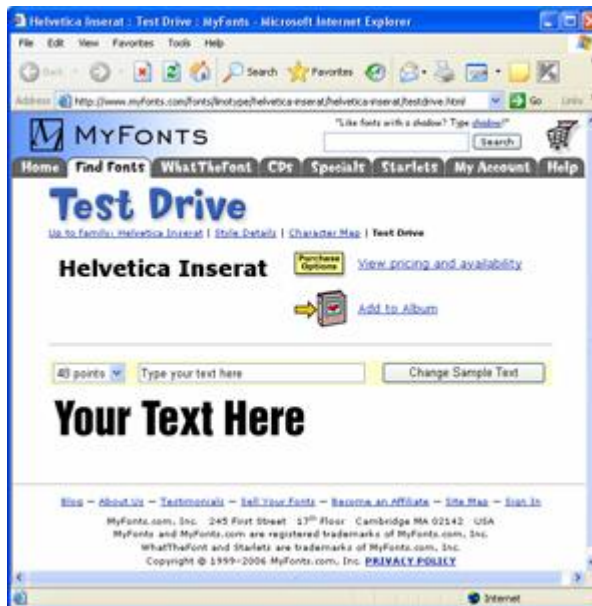 Helvetica Inserat : Test Drive : MyFonts - Microsoft Internet Explorer
File Edit View Favorites Tools Help
Back Search Favorites
Address http://www.myfonts.com/fonts/linotype/helvetica-inserat/helvetica-inserat/testdrive.html Go Links
MYFONTS
"Like fonts with a shadow? Type shadow!"
Search
Home Find Fonts WhatTheFont CDs Specials Starlets My Account Help
Test Drive
Up to family: Helvetica Inserat | Style Details | Character Map | Test Drive
Helvetica Inserat
Purchase Options View pricing and availability
Add to Album
48 points Type your text here Change Sample Text
Your Text Here
Blog — About Us — Testimonials — Sell Your Fonts — Become an Affiliate — Site Map — Sign In
MyFonts.com, Inc. 245 First Street 17th Floor Cambridge MA 02142 USA
MyFonts and MyFonts.com are registered trademarks of MyFonts.com, Inc.
WhatTheFont and Starlets are trademarks of MyFonts.com, Inc.
Copyright © 1999-2006 MyFonts.com, Inc. PRIVACY POLICY
Internet